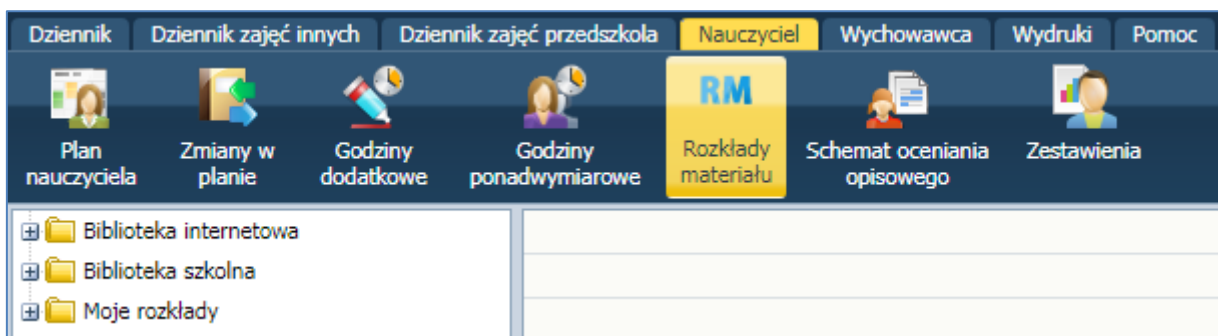 Dziennik Dziennik zajęć innych Dziennik zajęć przedszkola Nauczyciel Wychowawca Wydruki Pomoc
RM
Plan nauczyciela
Zmiany w planie
Godziny dodatkowe
Godziny ponadwymiarowe
Rozkłady materiału
Schemat oceniania opisowego
Zestawienia
Biblioteka internetowa
Biblioteka szkolna
Moje rozkłady